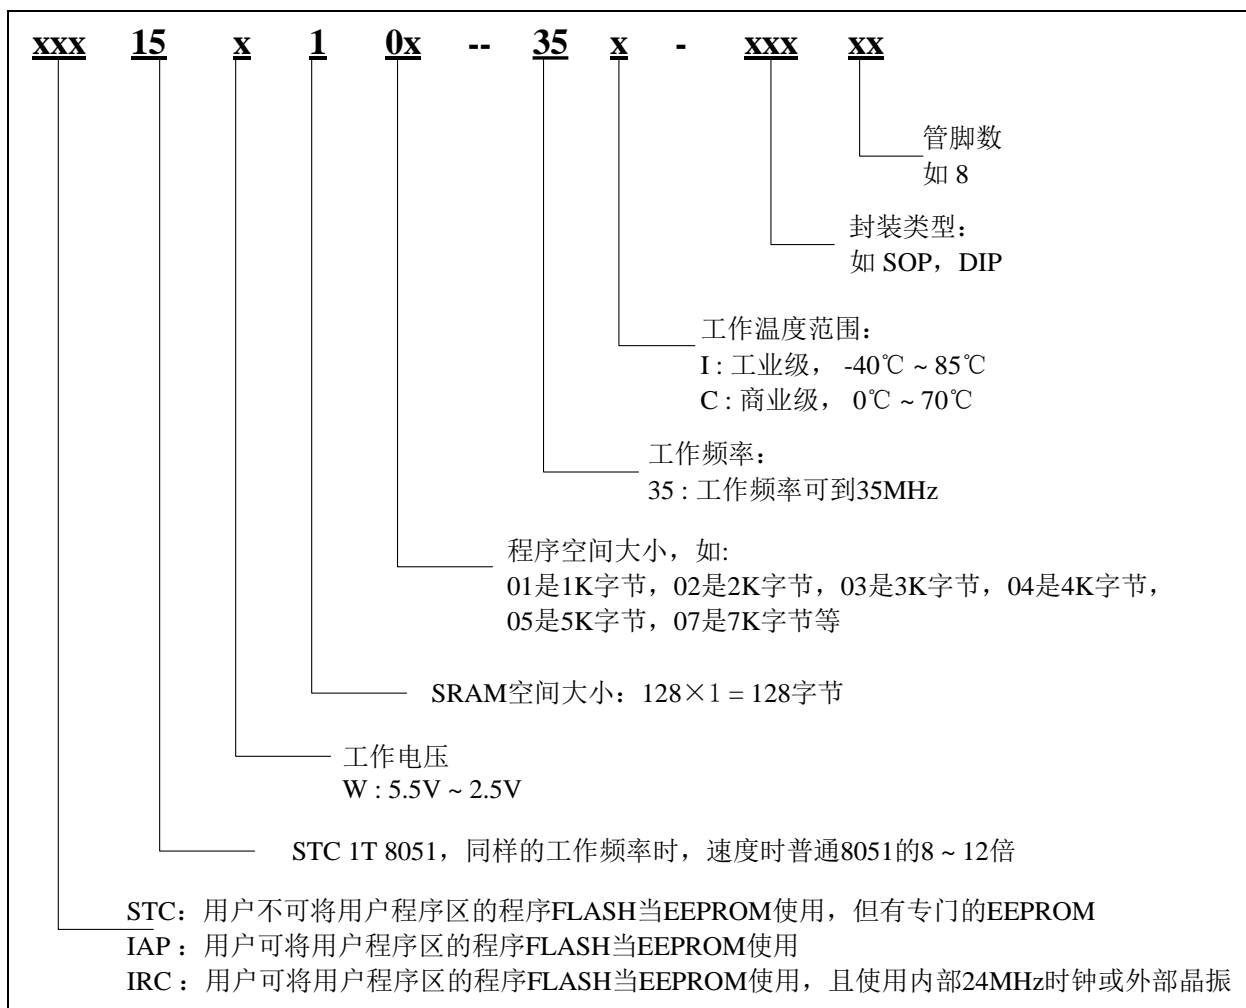 xxx 15 x 1 0x -- 35 x - xxx xx
管脚数
如 8
封装类型：
如 SOP，DIP
工作温度范围：
I : 工业级， -40℃ ~ 85℃
C : 商业级， 0℃ ~ 70℃
工作频率：
35 : 工作频率可到35MHz
程序空间大小，如:
01是1K字节，02是2K字节，03是3K字节，04是4K字节，
05是5K字节，07是7K字节等
SRAM空间大小：128×1 = 128字节
工作电压
W : 5.5V ~ 2.5V
STC 1T 8051，同样的工作频率时，速度时普通8051的8 ~ 12倍
STC：用户不可将用户程序区的程序FLASH当EEPROM使用，但有专门的EEPROM
IAP：用户可将用户程序区的程序FLASH当EEPROM使用
IRC：用户可将用户程序区的程序FLASH当EEPROM使用，且使用内部24MHz时钟或外部晶振